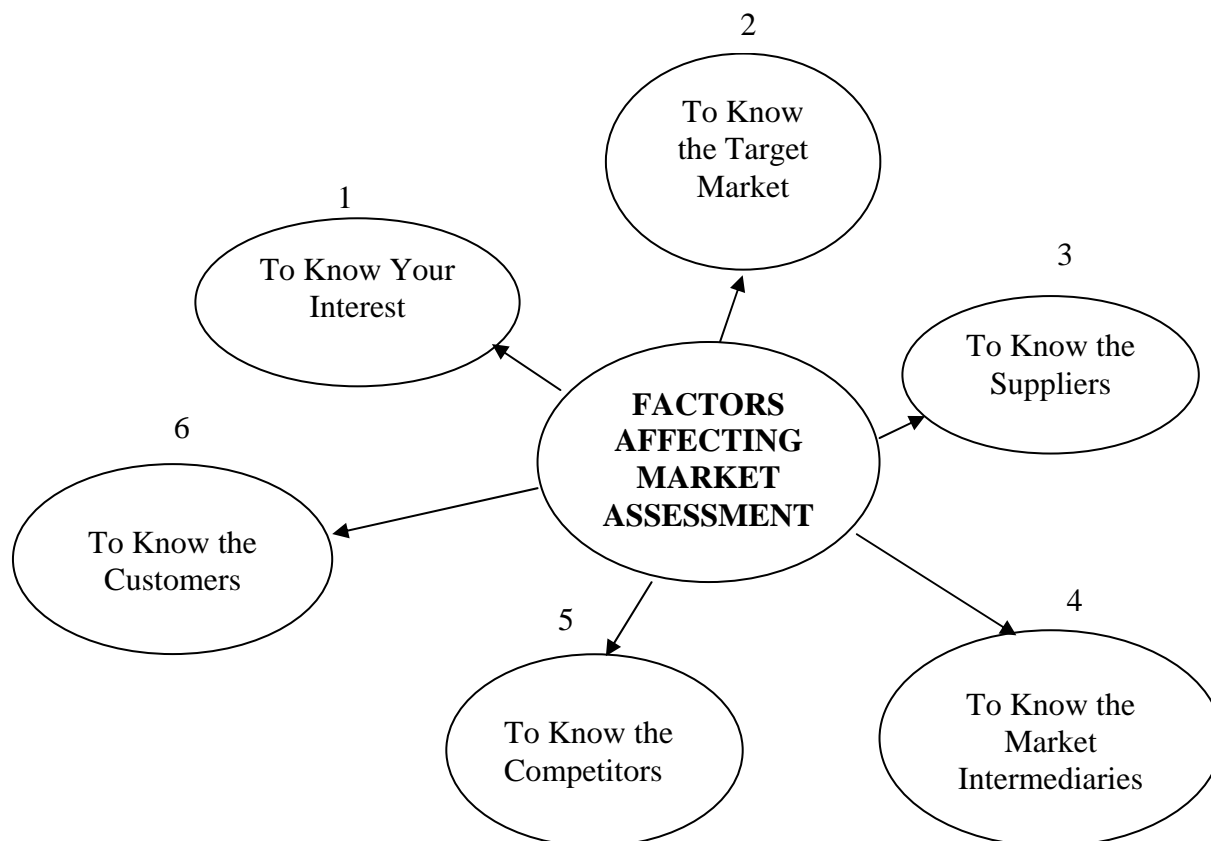 1
To Know Your
Interest
2
To Know
the Target
Market
3
To Know the
Suppliers
FACTORS
AFFECTING
MARKET
ASSESSMENT
6
To Know the
Customers
5
To Know the
Competitors
4
To Know the
Market
Intermediaries